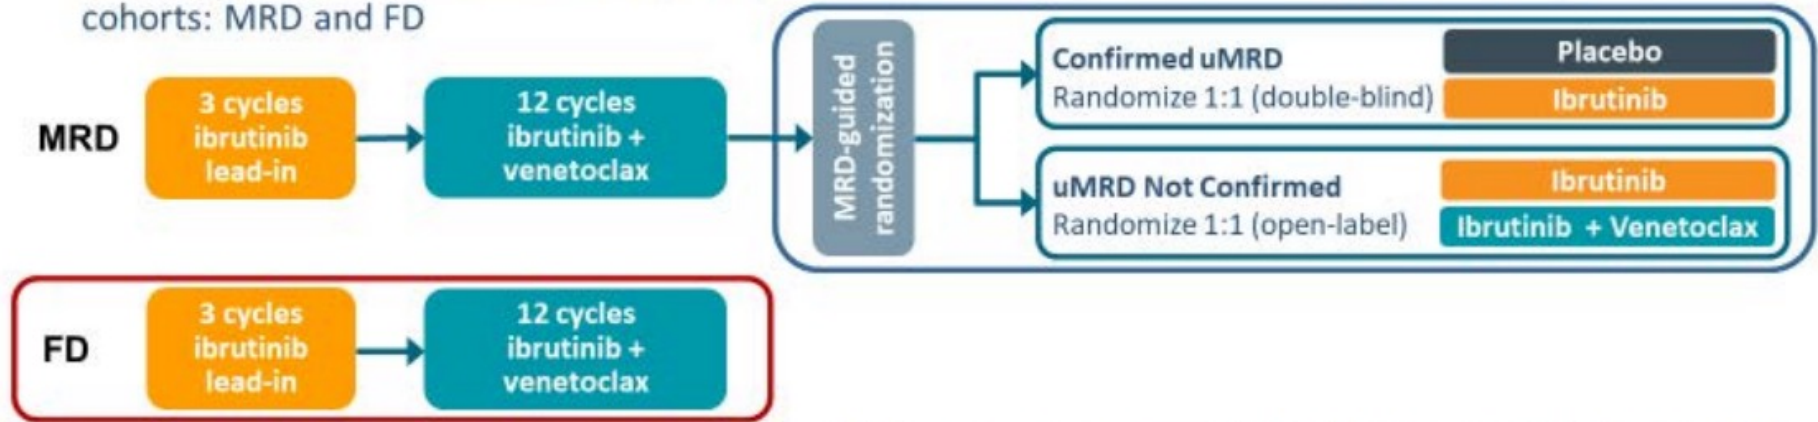 cohorts: MRD and FD
MRD
3 cycles
ibrutinib
lead-in
12 cycles
ibrutinib +
venetoclax
MRD-guided
randomization
Confirmed uMRD
Randomize 1:1 (double-blind)
Placebo
Ibrutinib
uMRD Not Confirmed
Randomize 1:1 (open-label)
Ibrutinib
Ibrutinib + Venetoclax
FD
3 cycles
ibrutinib
lead-in
12 cycles
ibrutinib +
venetoclax